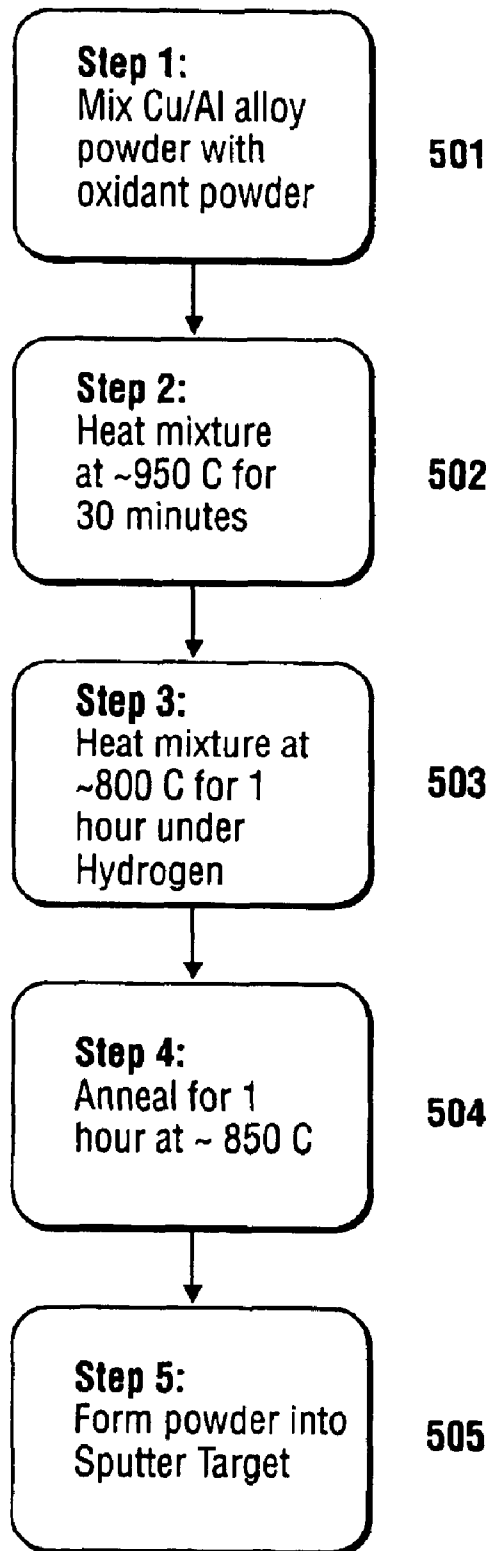 Step 1:
Mix Cu/Al alloy
powder with
oxidant powder
501
Step 2:
Heat mixture
at ~950 C for
30 minutes
502
Step 3:
Heat mixture at
~800 C for 1
hour under
Hydrogen
503
Step 4:
Anneal for 1
hour at ~ 850 C
504
Step 5:
Form powder into
Sputter Target
505